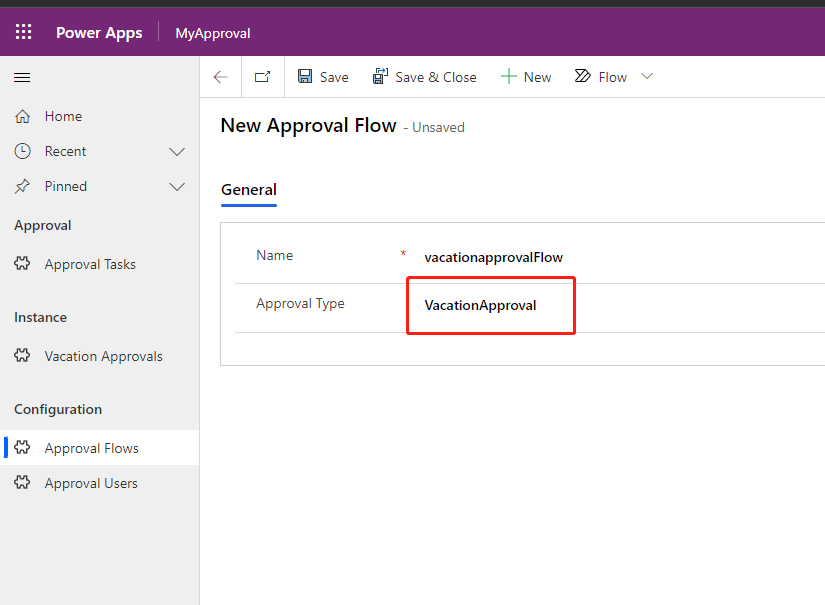 Power Apps MyApproval
Save Save & Close New Flow
New Approval Flow - Unsaved
Home
Recent
Pinned
Approval
Approval Tasks
Instance
Vacation Approvals
Configuration
Approval Flows
Approval Users
General
Name * vacationapprovalFlow
Approval Type VacationApproval